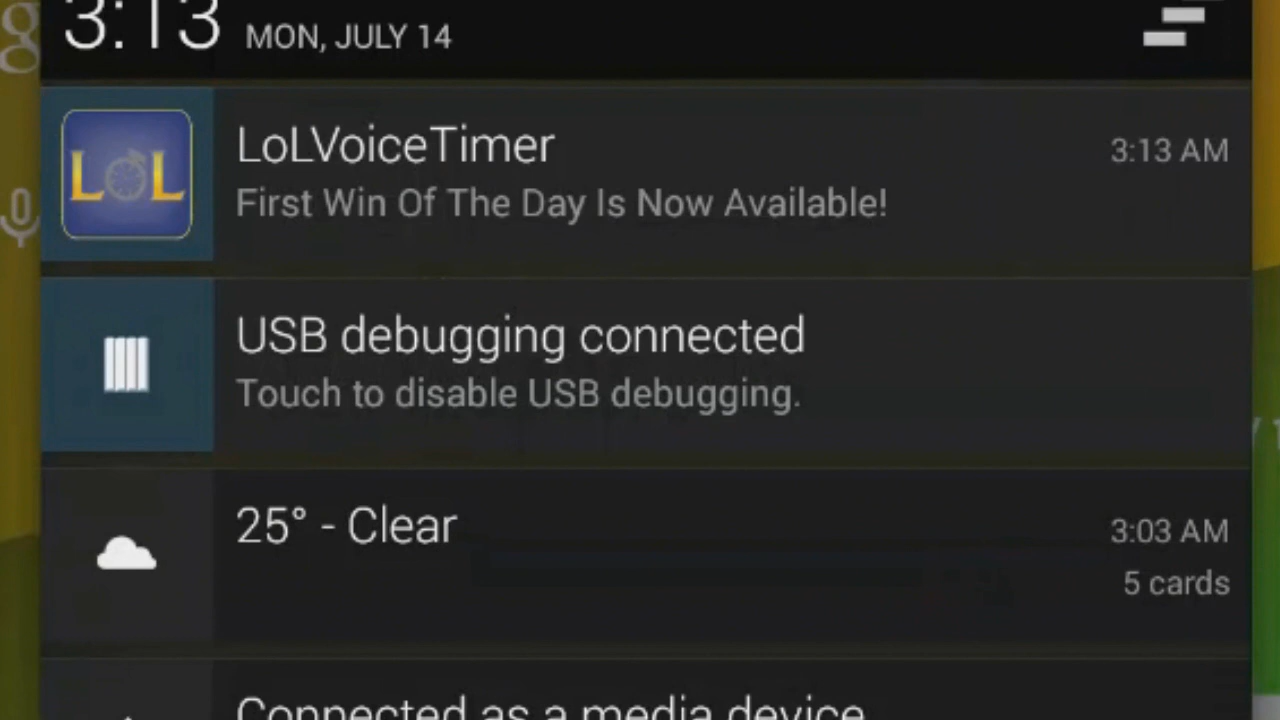 g
3:13 MON, JULY 14
LOL
LoLVoiceTimer 3:13 AM
First Win Of The Day Is Now Available!
USB debugging connected
Touch to disable USB debugging.
25° - Clear 3:03 AM
5 cards
Connected as a media device